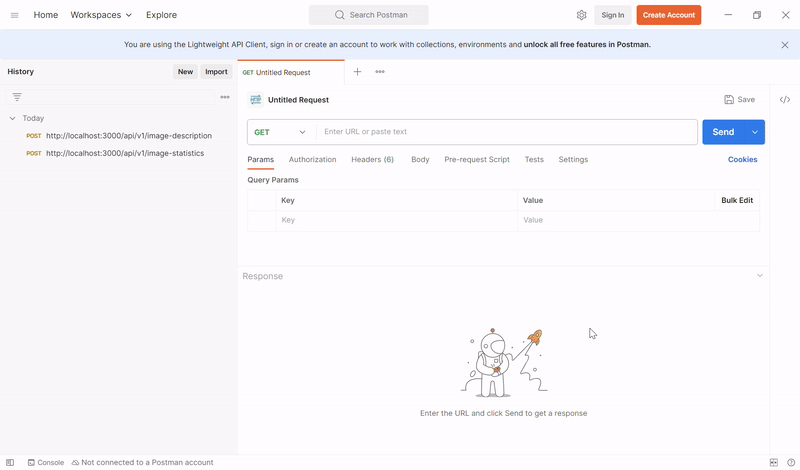 Home Workspaces Explore Search Postman Sign In Create Account
You are using the Lightweight API Client, sign in or create an account to work with collections, environments and unlock all free features in Postman.
History New Import
GET Untitled Request
Today
POST http://localhost:3000/api/v1/image-description
POST http://localhost:3000/api/v1/image-statistics
HTTP Untitled Request Save
GET Enter URL or paste text Send
Params Authorization Headers (6) Body Pre-request Script Tests Settings Cookies
Query Params
Key Value Bulk Edit
Key Value
Response
Enter the URL and click Send to get a response
Console Not connected to a Postman account